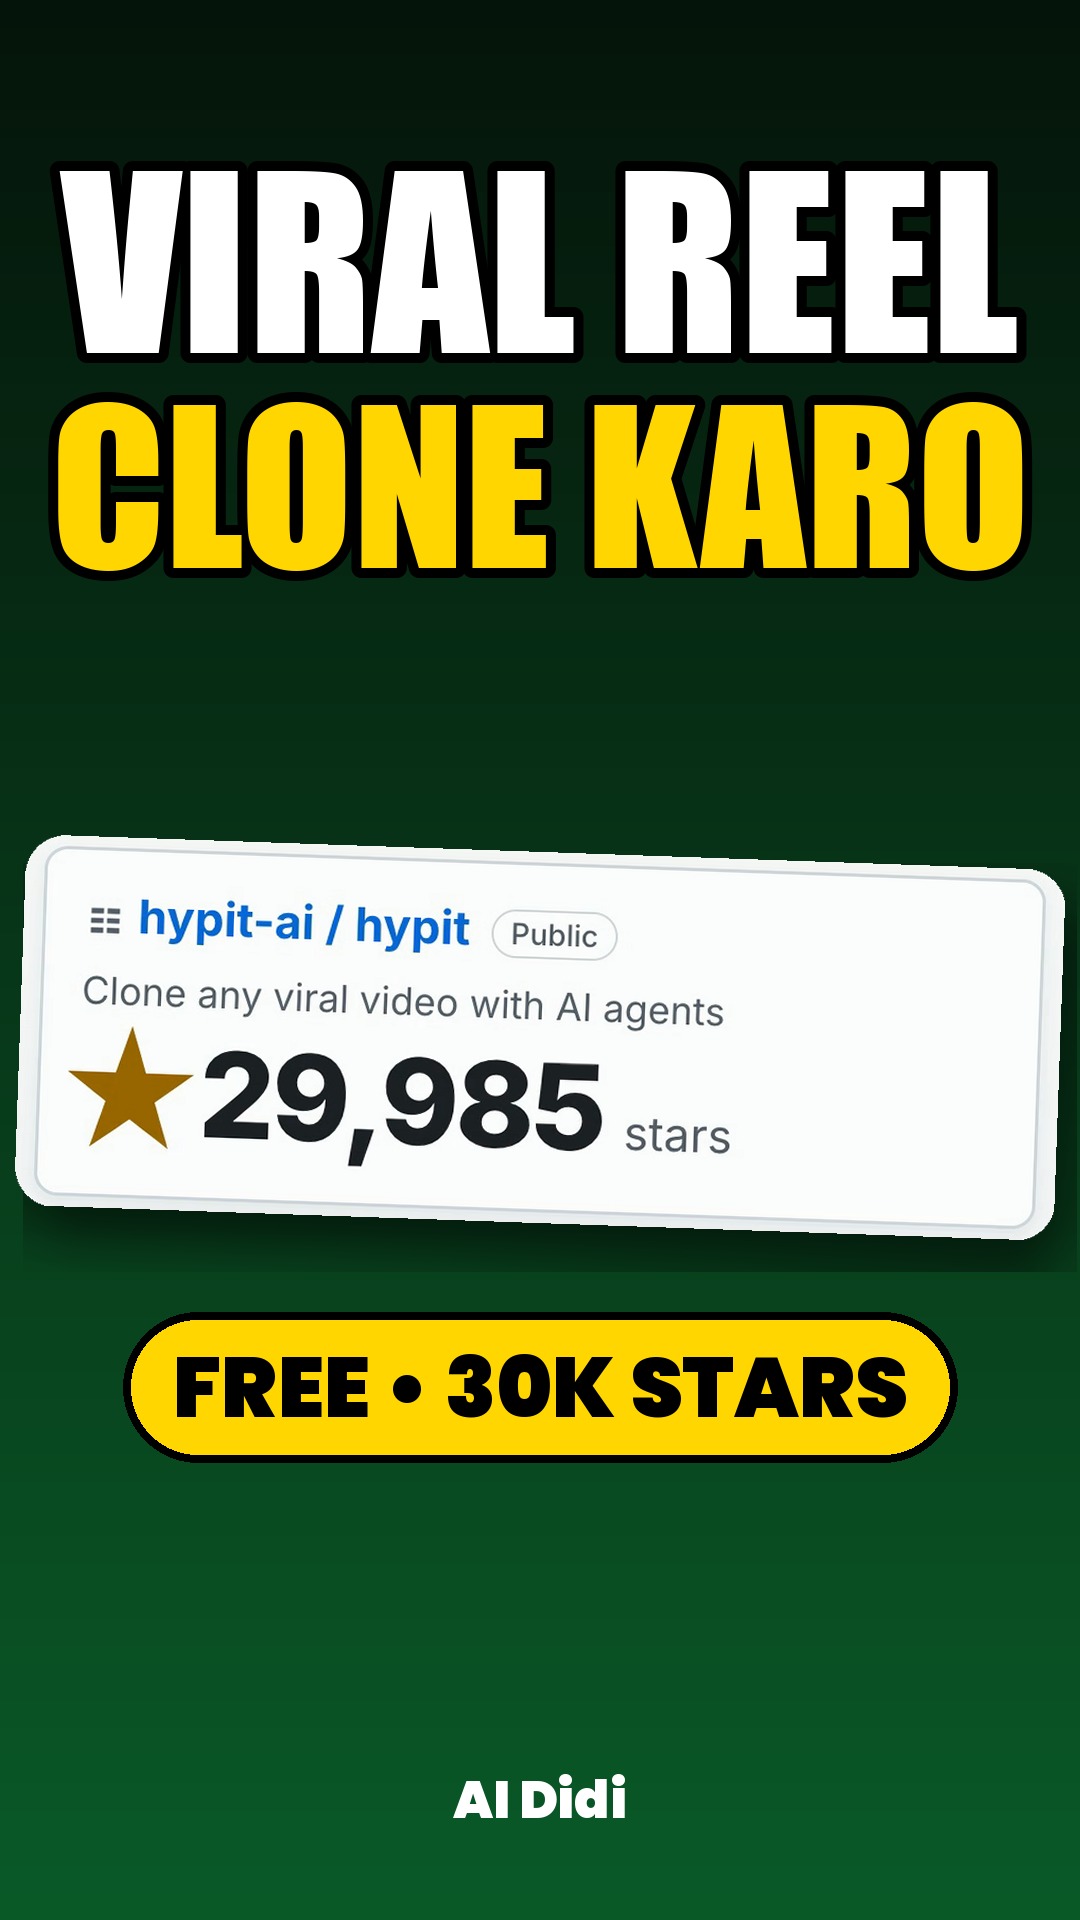 VIRAL REEL
CLONE KARO
hypit-ai / hypit Public
Clone any viral video with AI agents
29,985 stars
FREE • 30K STARS
AI Didi